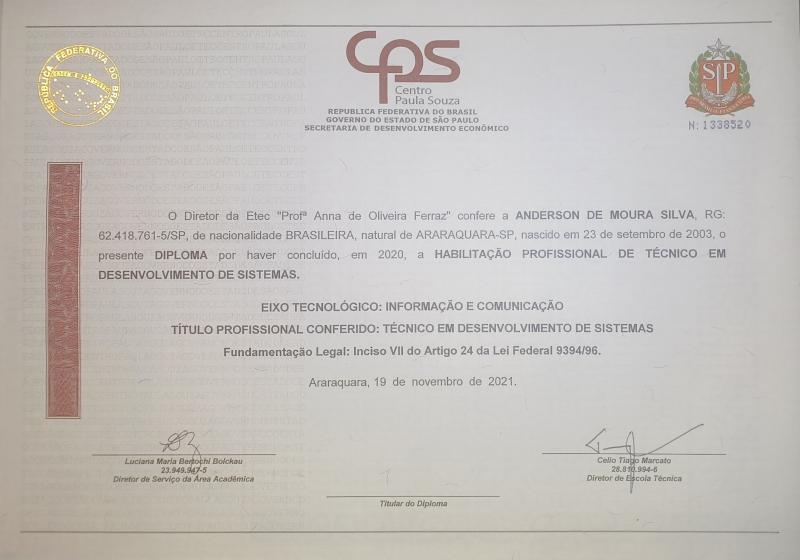 REPÚBLICA FEDERATIVA DO BRASIL
CPS
Centro
Paula Souza
REPÚBLICA FEDERATIVA DO BRASIL
GOVERNO DO ESTADO DE SÃO PAULO
SECRETARIA DE DESENVOLVIMENTO ECONÔMICO
SP
N: 1338520
O Diretor da Etec "Profª Anna de Oliveira Ferraz" confere a ANDERSON DE MOURA SILVA, RG:
62.418.761-5/SP, de nacionalidade BRASILEIRA, natural de ARARAQUARA-SP, nascido em 23 de setembro de 2003, o
presente DIPLOMA por haver concluído, em 2020, a HABILITAÇÃO PROFISSIONAL DE TÉCNICO EM
DESENVOLVIMENTO DE SISTEMAS.
EIXO TECNOLÓGICO: INFORMAÇÃO E COMUNICAÇÃO
TÍTULO PROFISSIONAL CONFERIDO: TÉCNICO EM DESENVOLVIMENTO DE SISTEMAS
Fundamentação Legal: Inciso VII do Artigo 24 da Lei Federal 9394/96.
Araraquara, 19 de novembro de 2021.
Luciana Maria Bertochi Bolckau
23.949.947-5
Diretor de Serviço da Área Acadêmica
Celio Tiago Marcato
28.810.994-6
Diretor de Escola Técnica
Titular do Diploma